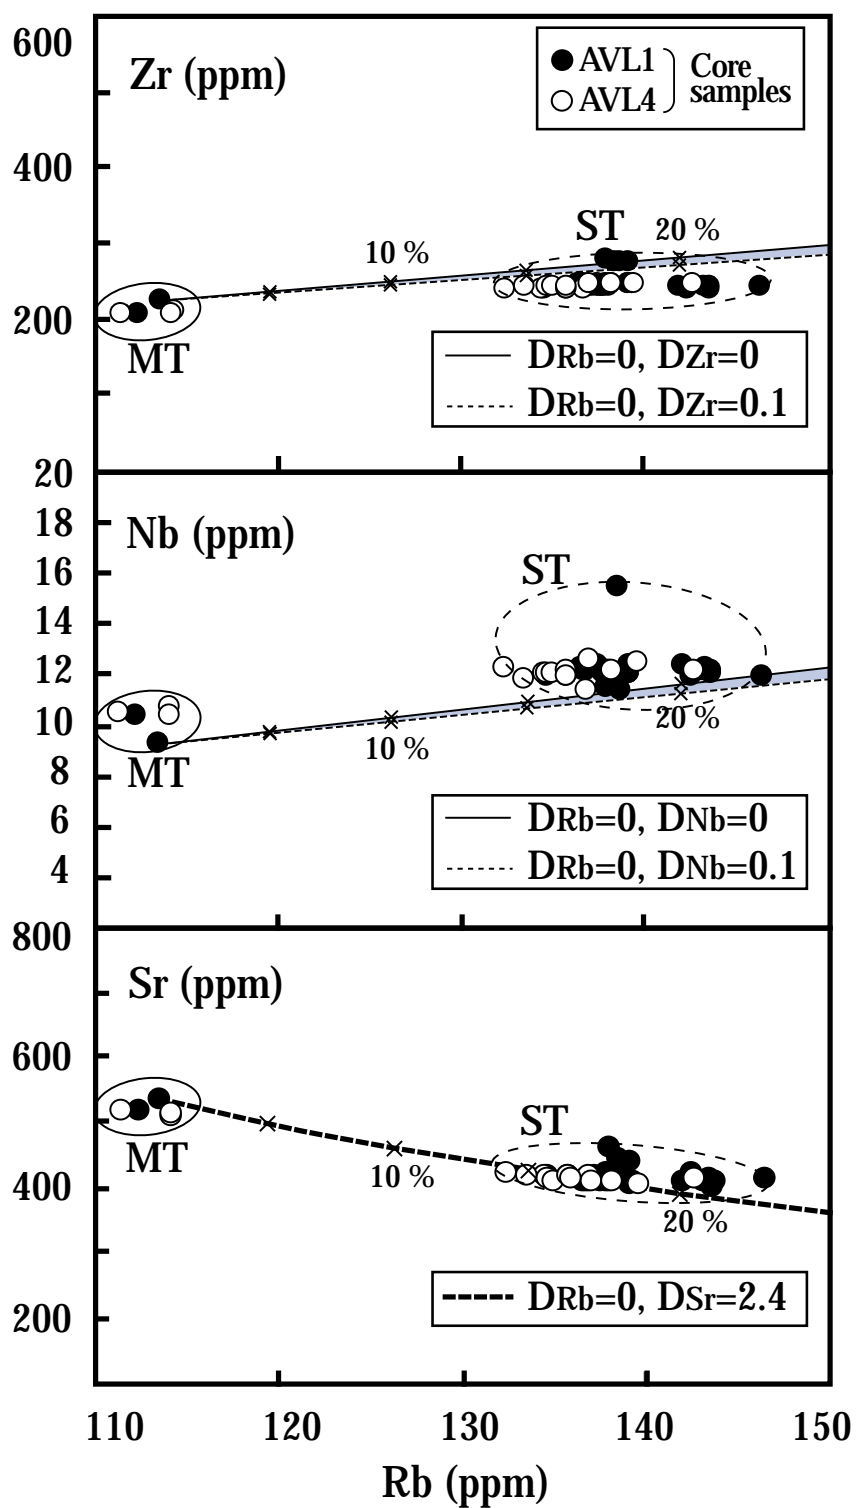 600
Zr (ppm)
AVL1
AVL4
Core
samples
400
ST
20 %
10 %
200
MT
DRb=0, DZr=0
DRb=0, DZr=0.1
20
18
Nb (ppm)
16
ST
14
12
10
20 %
10 %
MT
8
6
DRb=0, DNb=0
4
DRb=0, DNb=0.1
800
Sr (ppm)
600
ST
MT
10 %
400
20 %
DRb=0, DSr=2.4
200
110 120 130 140 150
Rb (ppm)